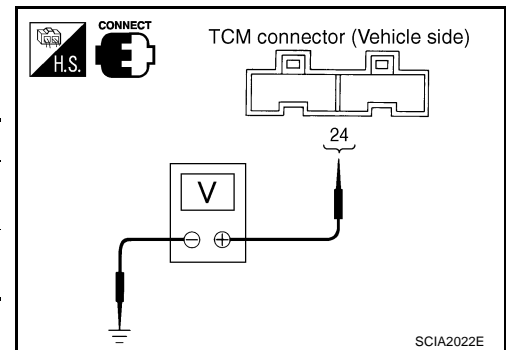 CONNECT
H.S.
TCM connector (Vehicle side)
24
V
SCIA2022E